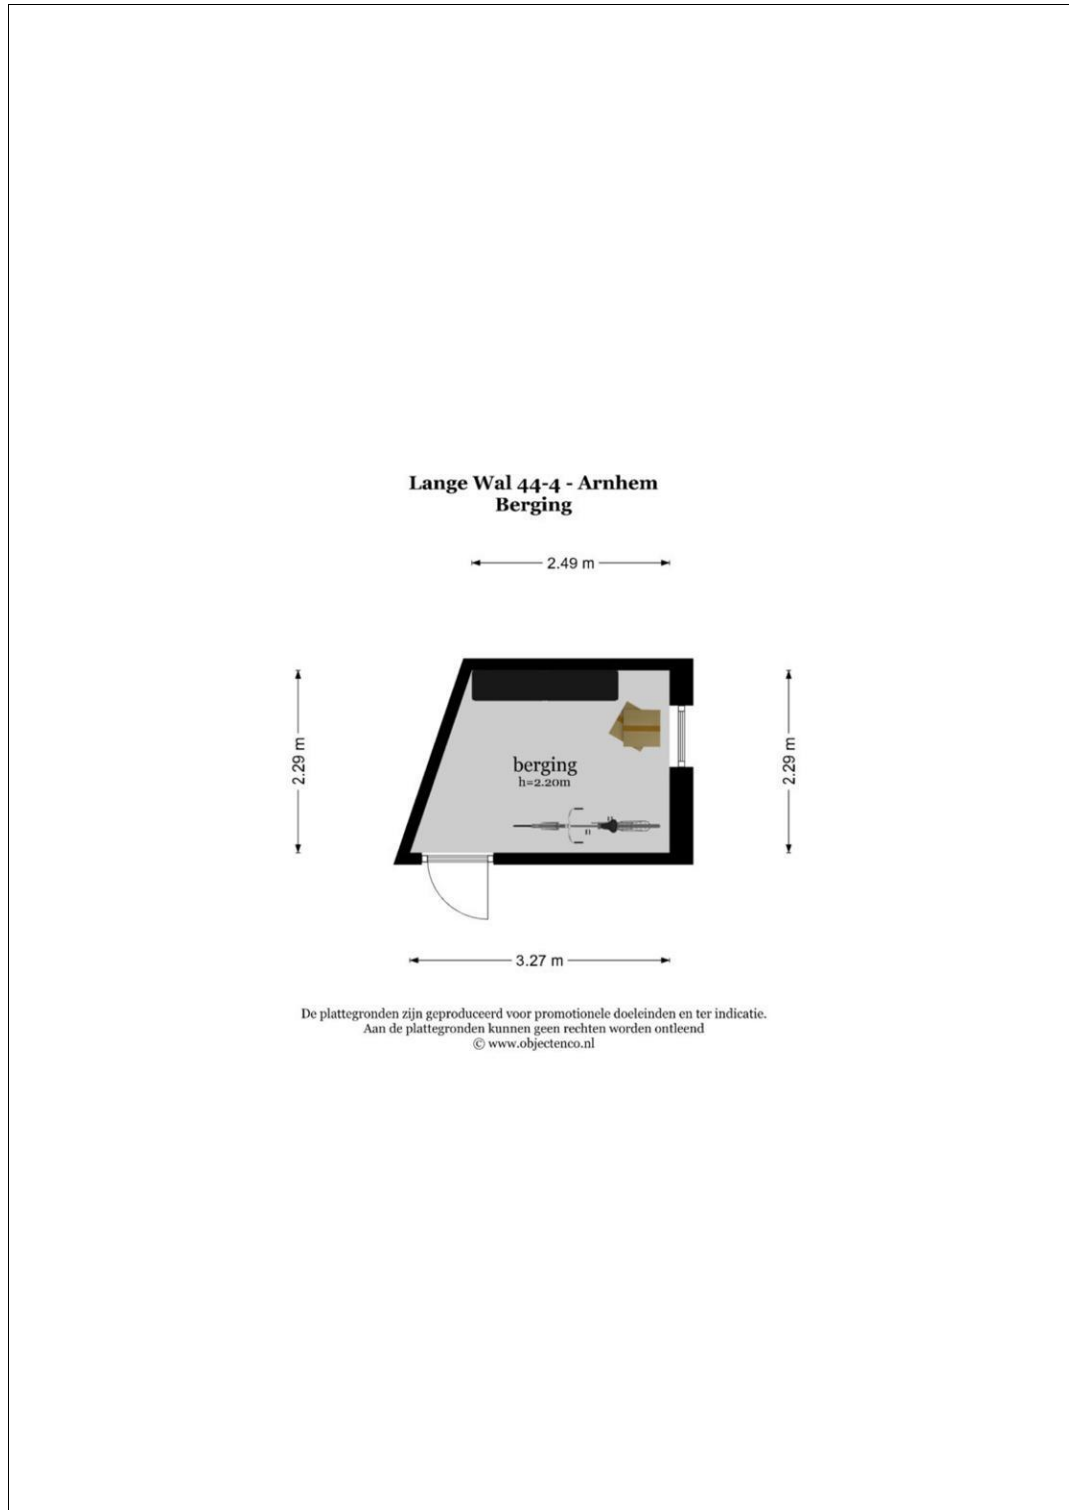 Lange Wal 44-4 - Arnhem
Berging
2.49 m
2.29 m
2.29 m
berging
h=2.20m
3.27 m
De plattegronden zijn geproduceerd voor promotionele doeleinden en ter indicatie.
Aan de plattegronden kunnen geen rechten worden ontleend
© www.objectenco.nl